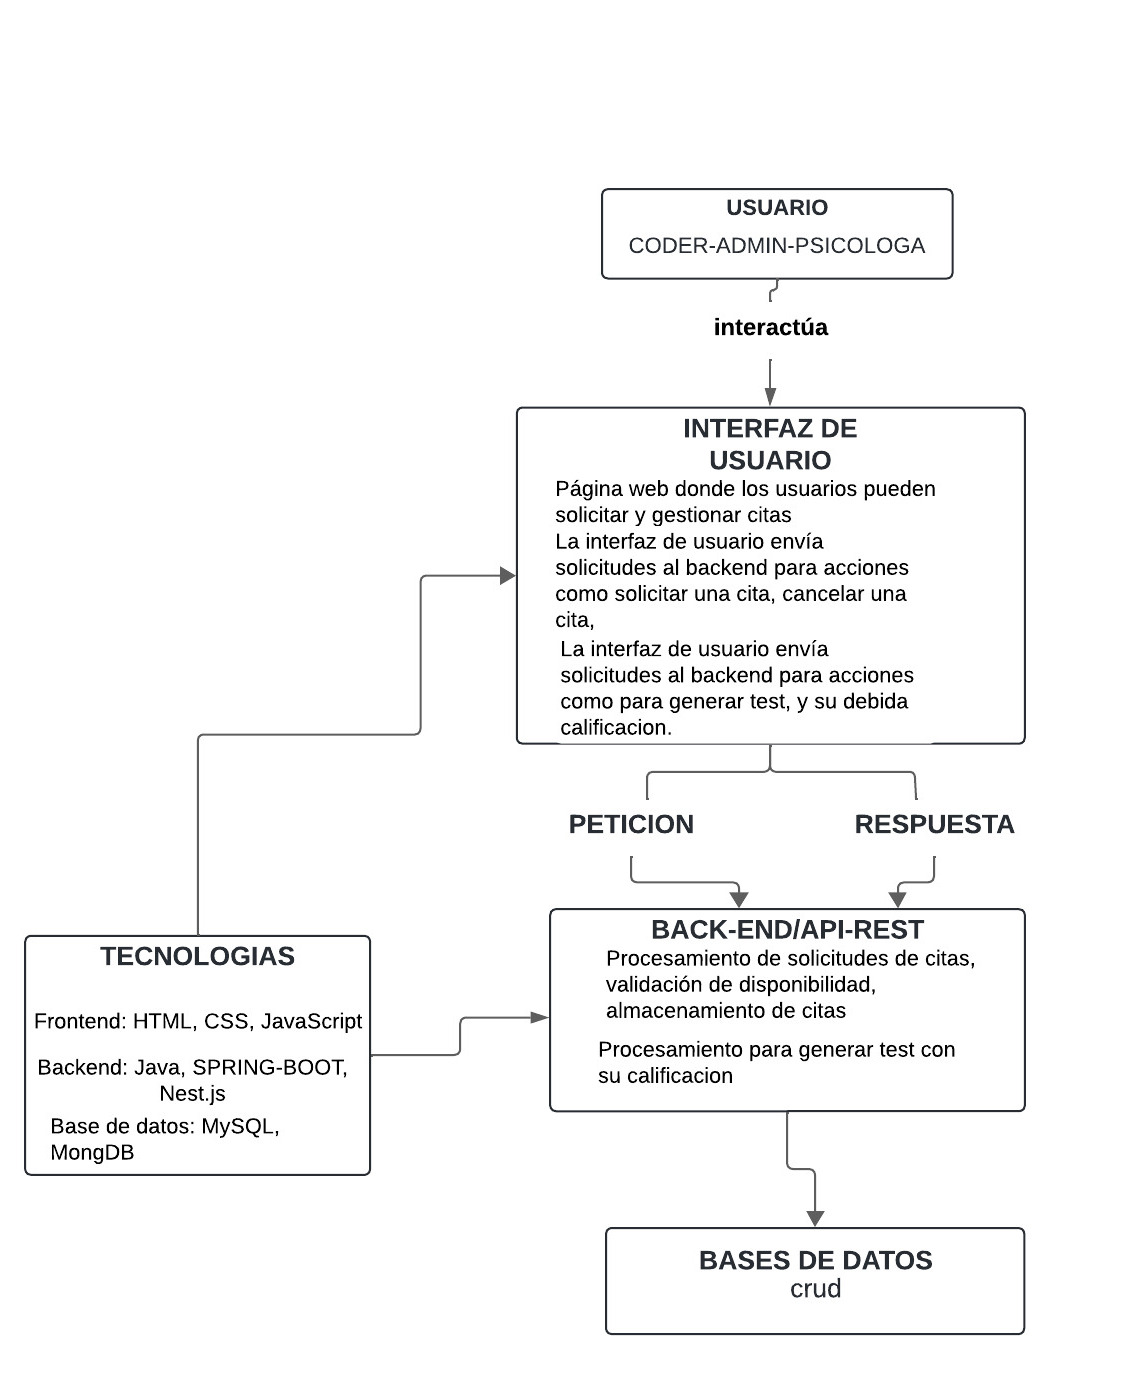 USUARIO
CODER-ADMIN-PSICOLOGA
interactúa
INTERFAZ DE
USUARIO
Página web donde los usuarios pueden
solicitar y gestionar citas
La interfaz de usuario envía
solicitudes al backend para acciones
como solicitar una cita, cancelar una
cita,
La interfaz de usuario envía
solicitudes al backend para acciones
como para generar test, y su debida
calificacion.
PETICION
RESPUESTA
BACK-END/API-REST
Procesamiento de solicitudes de citas,
validación de disponibilidad,
almacenamiento de citas
Procesamiento para generar test con
su calificacion
TECNOLOGIAS
Frontend: HTML, CSS, JavaScript
Backend: Java, SPRING-BOOT,
Nest.js
Base de datos: MySQL,
MongDB
BASES DE DATOS
crud